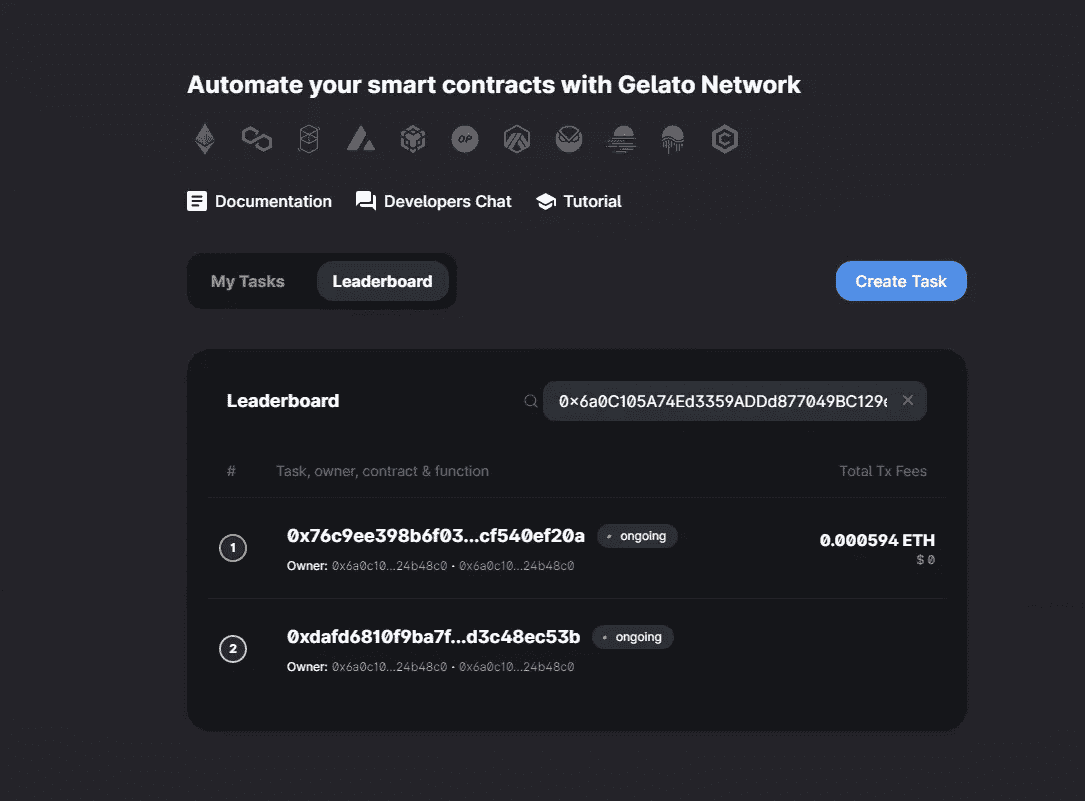 Automate your smart contracts with Gelato Network
OP
Documentation Developers Chat Tutorial
My Tasks Leaderboard Create Task
Leaderboard 0x6a0C105A74Ed3359ADDd877049BC129e
# Task, owner, contract & function Total Tx Fees
1 0x76c9ee398b6f03...cf540ef20a ongoing 0.000594 ETH
Owner: 0x6a0c10...24b48c0 • 0x6a0c10...24b48c0 $ 0
2 0xdafd6810f9ba7f...d3c48ec53b ongoing
Owner: 0x6a0c10...24b48c0 • 0x6a0c10...24b48c0